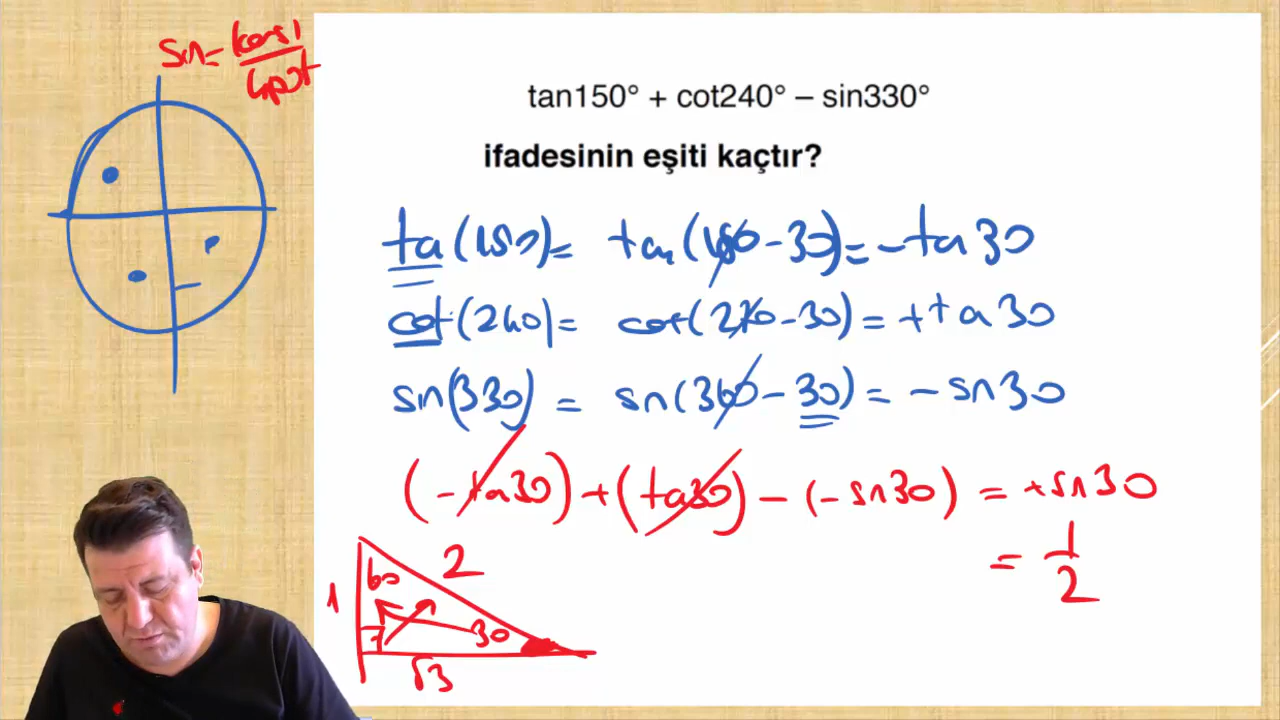 sin = karşı / hipot
tan150° + cot240° – sin330°
ifadesinin eşiti kaçtır?
ta(150) = tan(180-30) = -ta30
cot(240) = cot(270-30) = +ta30
sn(330) = sn(360-30) = -sn30
(-ta30) + (ta30) - (-sn30) = +sn30
= 1/2
60 2
1
30
√3